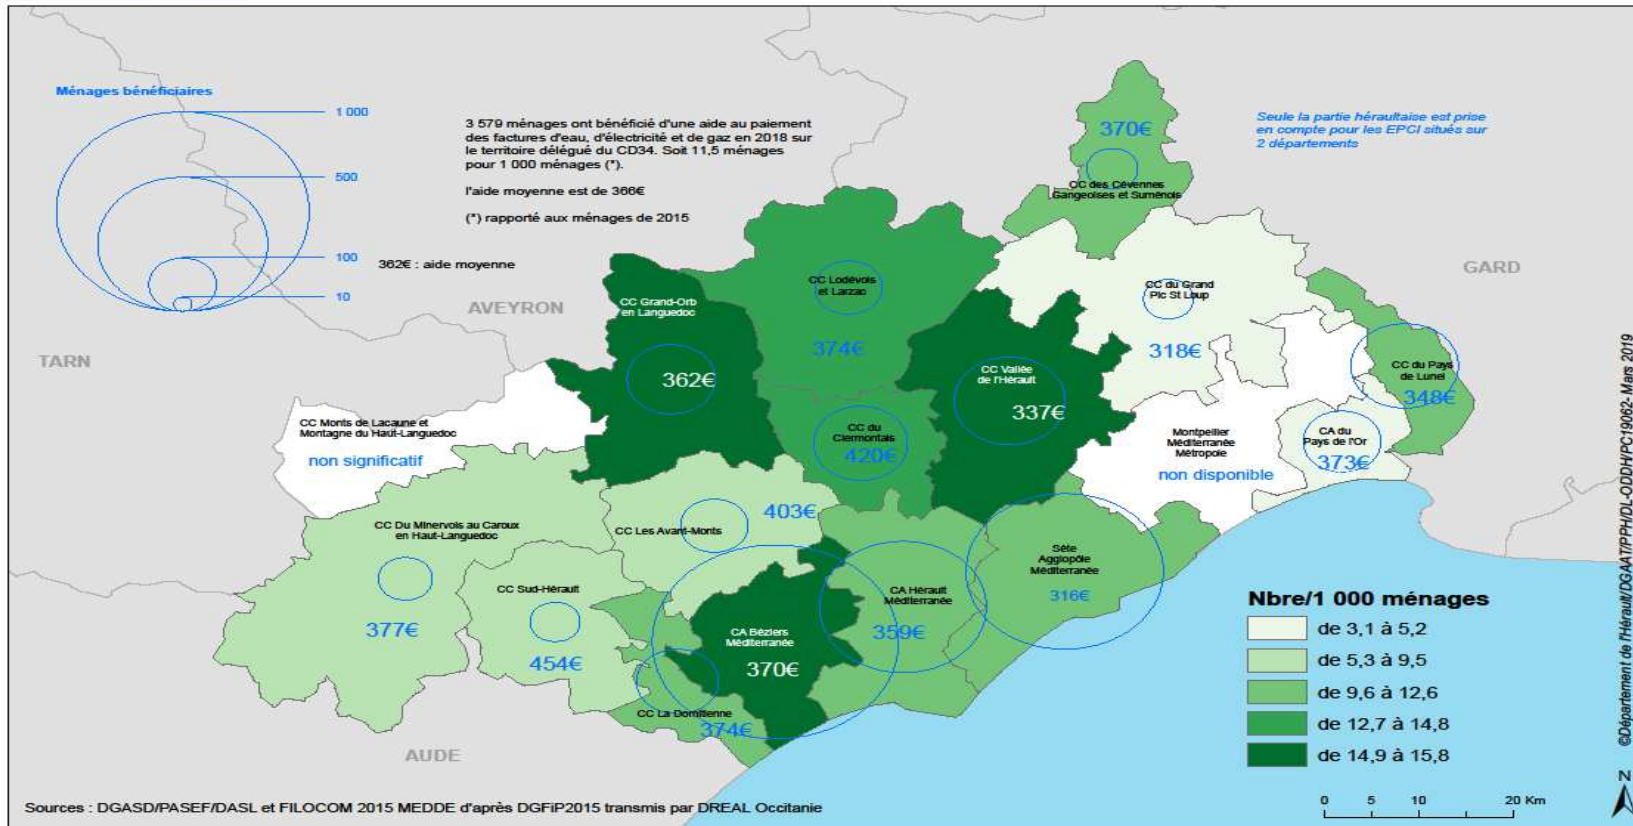 Ménages bénéficiaires
1 000
500
100
10
3 579 ménages ont bénéficié d'une aide au paiement
des factures d'eau, d'électricité et de gaz en 2018 sur
le territoire délégué du CD34. Soit 11,5 ménages
pour 1 000 ménages (*).
l'aide moyenne est de 366€
(*) rapporté aux ménages de 2015
362€ : aide moyenne
Seule la partie héraultaise est prise
en compte pour les EPCI situés sur
2 départements
370€
CC des Cévennes
Gangeoises et Suménois
GARD
AVEYRON
TARN
CC Grand-Orb
en Languedoc
362€
CC Lodévois
et Larzac
374€
CC du Grand
Pic St Loup
318€
CC Vallée
de l'Hérault
337€
CC du Pays
de Lunel
348€
CA du
Pays de l'Or
373€
Montpellier
Méditerranée
Métropole
non disponible
CC du
Clermontais
420€
CC Monts de Lacaune et
Montagne du Haut-Languedoc
non significatif
CC Du Minervois au Caroux
en Haut-Languedoc
377€
CC Les Avant-Monts
403€
CC Sud-Hérault
454€
CA Béziers
Méditerranée
370€
CA Hérault
Méditerranée
359€
Sète
Agglopôle
Méditerranée
316€
CC La Domitienne
374€
AUDE
Nbre/1 000 ménages
de 3,1 à 5,2
de 5,3 à 9,5
de 9,6 à 12,6
de 12,7 à 14,8
de 14,9 à 15,8
N
0 5 10 20 Km
Sources : DGASD/PASEF/DASL et FILOCOM 2015 MEDDE d'après DGFiP2015 transmis par DREAL Occitanie
©Département de l'Hérault/DGAAT/PPH/DL-ODH/PC19062- Mars 2019